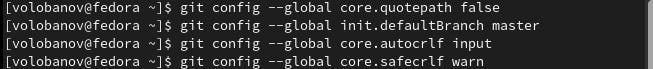 [volobanov@fedora ~]$ git config --global core.quotepath false
[volobanov@fedora ~]$ git config --global init.defaultBranch master
[volobanov@fedora ~]$ git config --global core.autocrlf input
[volobanov@fedora ~]$ git config --global core.safecrlf warn